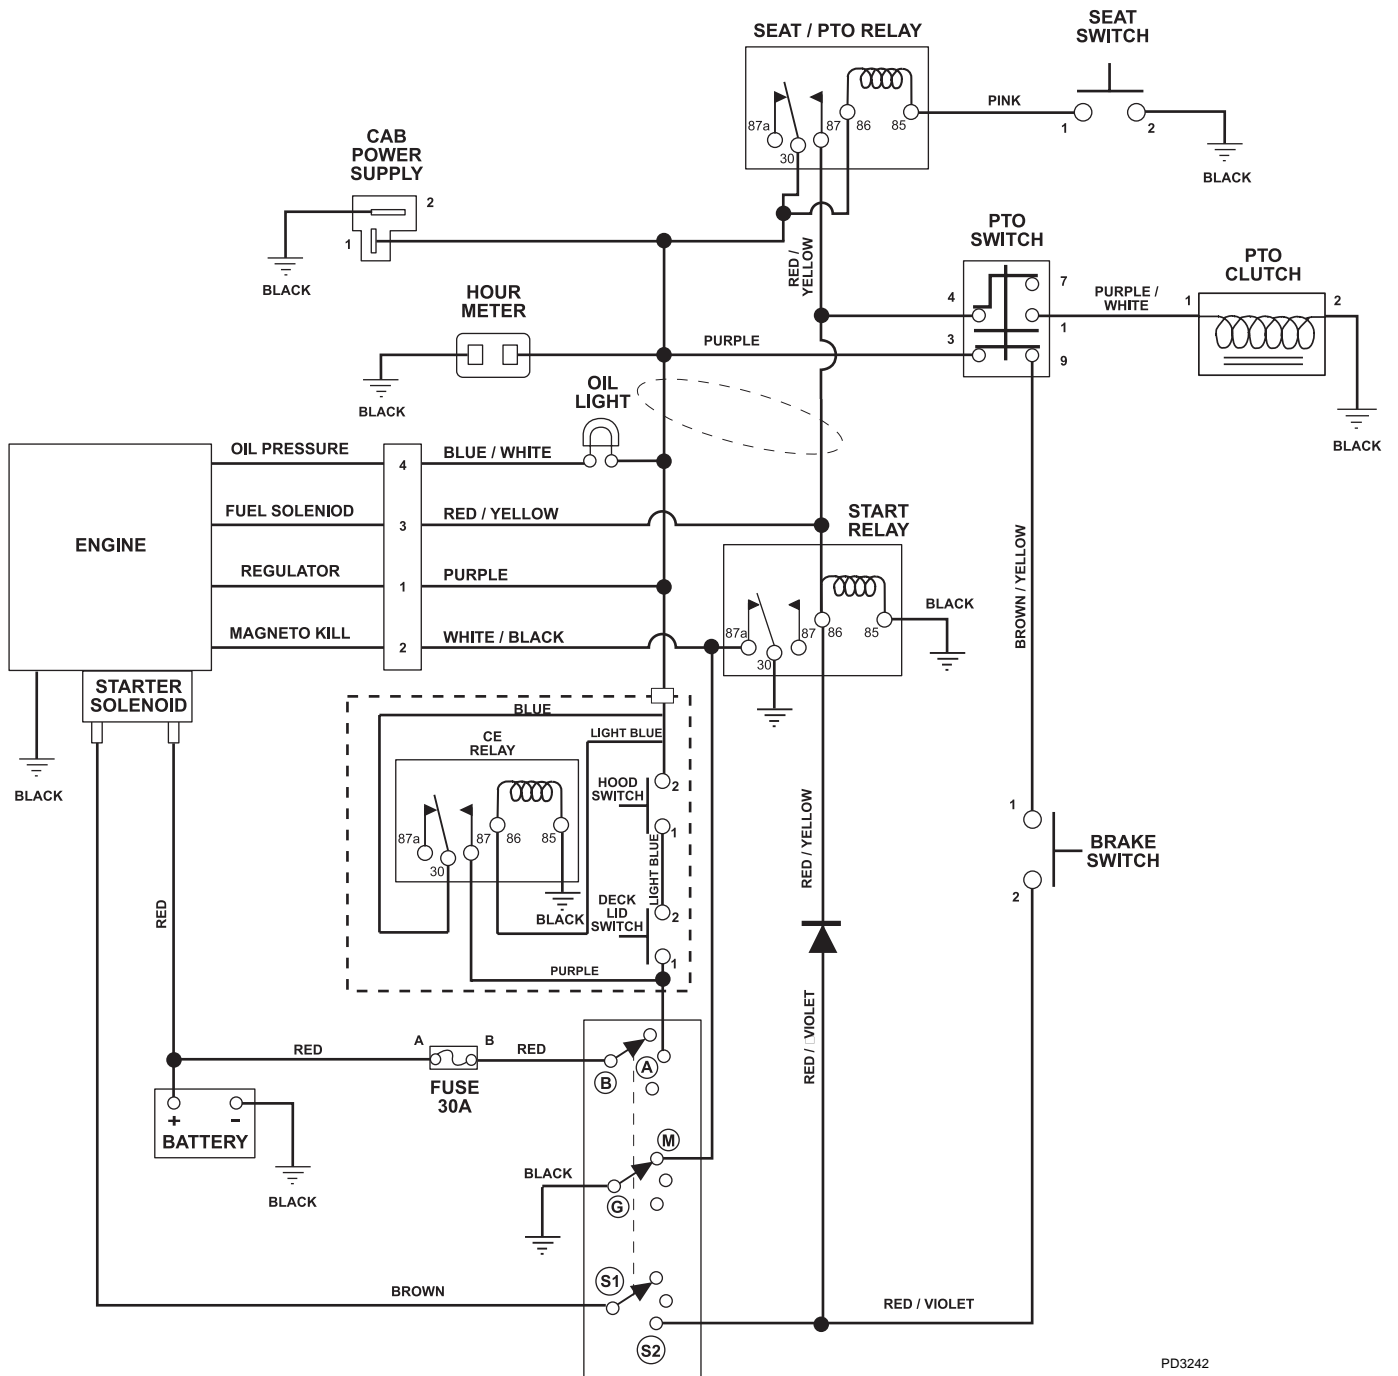 SEAT / PTO RELAY
SEAT
SWITCH
87a
30
87
86
85
PINK
1
2
BLACK
CAB
POWER
SUPPLY
2
1
BLACK
RED /
YELLOW
PTO
SWITCH
4
7
3
1
9
PURPLE /
WHITE
PTO
CLUTCH
1
2
BLACK
HOUR
METER
BLACK
PURPLE
OIL
LIGHT
ENGINE
OIL PRESSURE
4
BLUE / WHITE
FUEL SOLENIOD
3
RED / YELLOW
REGULATOR
1
PURPLE
MAGNETO KILL
2
WHITE / BLACK
START
RELAY
87a
30
87
86
85
BLACK
BROWN / YELLOW
STARTER
SOLENOID
BLACK
BLUE
LIGHT BLUE
CE
RELAY
87a
30
87
86
85
BLACK
HOOD
SWITCH
2
1
LIGHT BLUE
DECK
LID
SWITCH
2
1
PURPLE
RED / YELLOW
1
BRAKE
SWITCH
2
RED
RED / VIOLET
RED
A
B
RED
FUSE
30A
B
A
+
-
BATTERY
BLACK
M
BLACK
G
S1
BROWN
S2
RED / VIOLET
PD3242